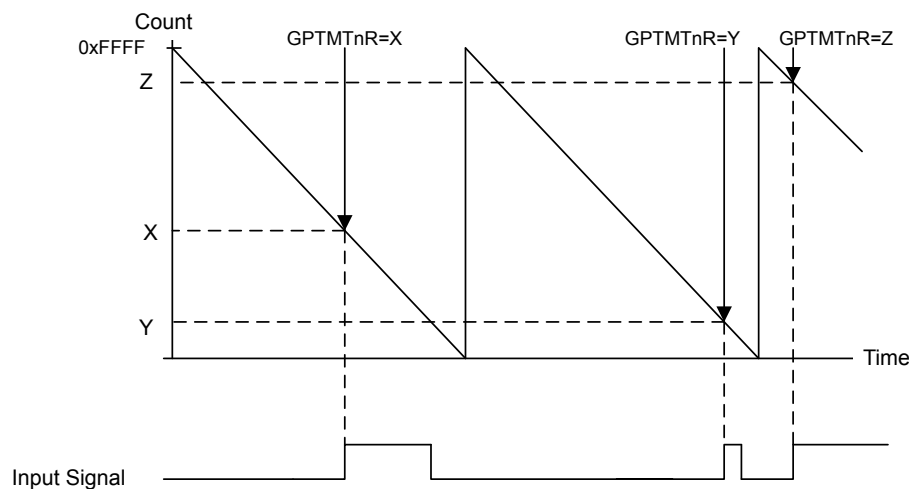 Count
0xFFFF
GPTMTnR=X
GPTMTnR=Y
GPTMTnR=Z
Z
X
Y
Time
Input Signal